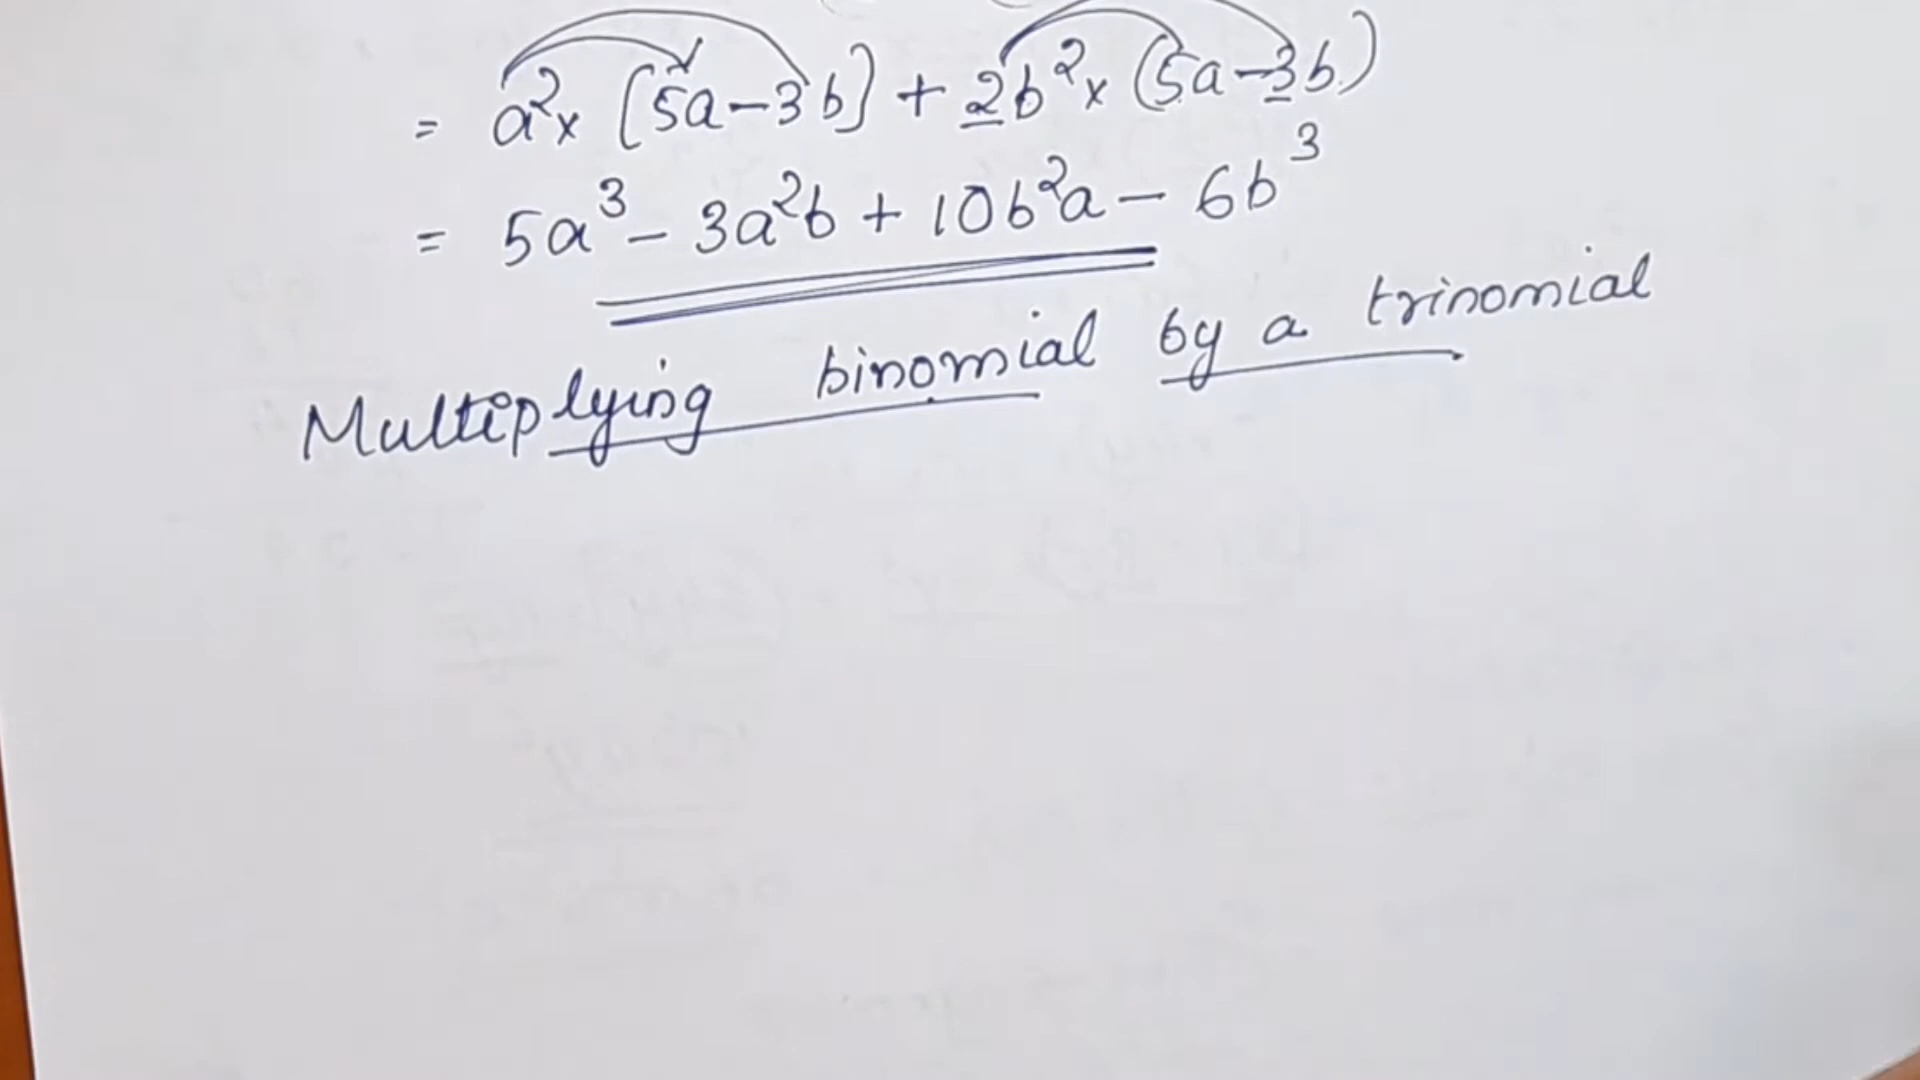 = a²x [5a-3b] + 2b²x (5a-3b)
= 5a³ - 3a²b + 10b²a - 6b³
Multiplying binomial by a trinomial